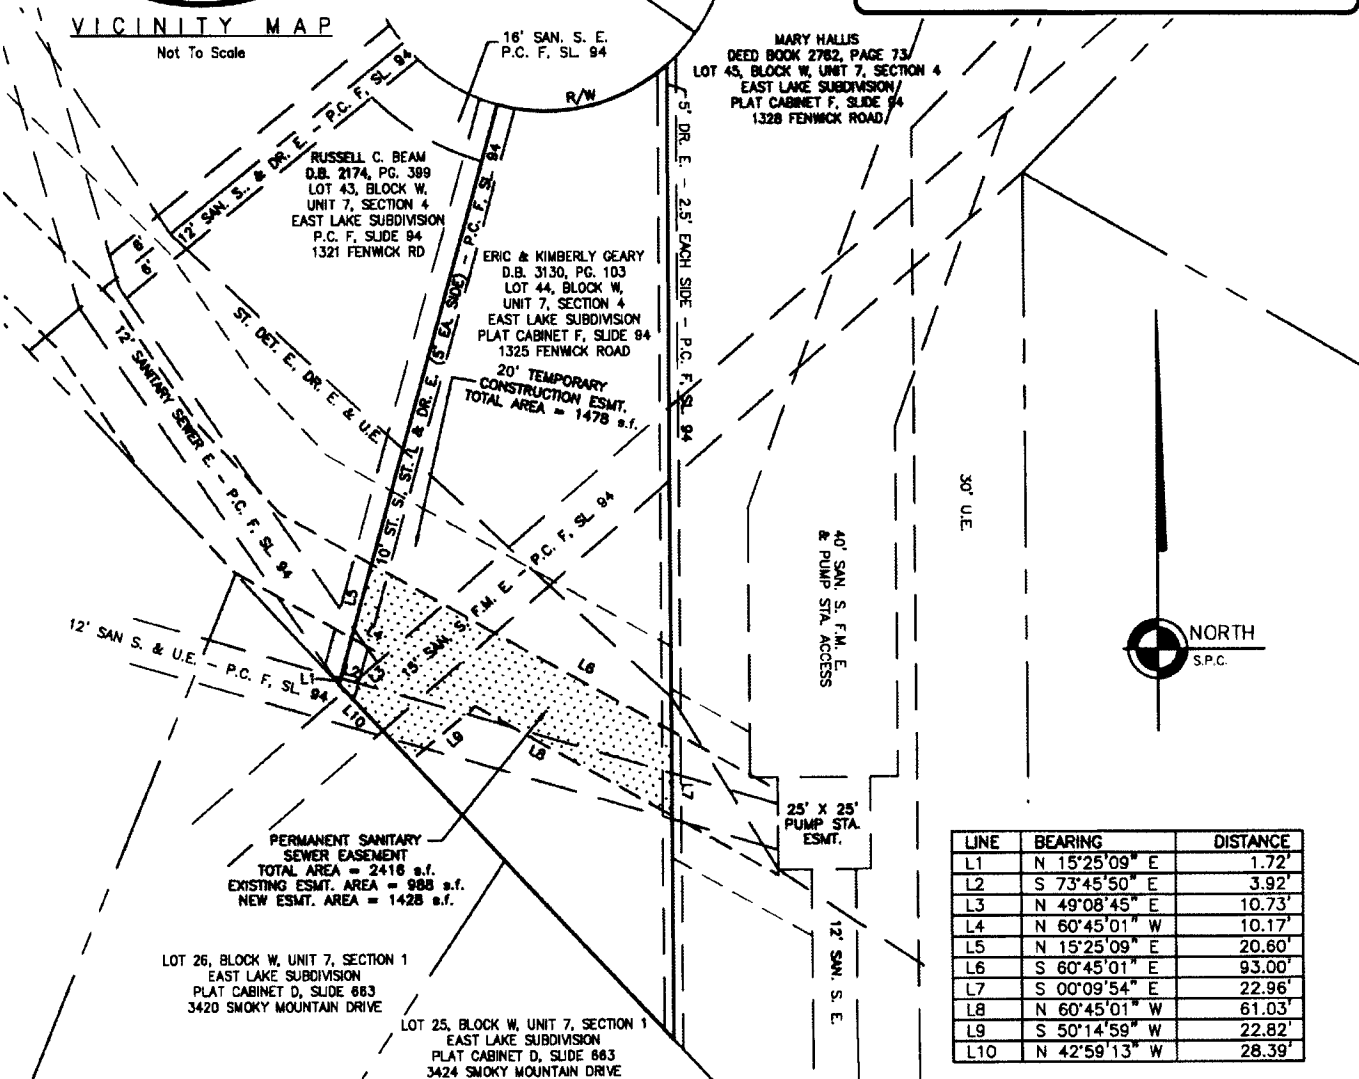 VICINITY MAP
Not To Scale
16' SAN. S. E.
P.C. F, SL. 94
R/W
MARY HALLIS
DEED BOOK 2762, PAGE 73
LOT 45, BLOCK W, UNIT 7, SECTION 4
EAST LAKE SUBDIVISION
PLAT CABINET F, SLIDE 94
1328 FENWICK ROAD
12' SAN. S., & DR. E. - P.C. F, SL. 94
6'
6'
RUSSELL C. BEAM
D.B. 2174, PG. 399
LOT 43, BLOCK W,
UNIT 7, SECTION 4
EAST LAKE SUBDIVISION
P.C. F, SLIDE 94
1321 FENWICK RD
ERIC & KIMBERLY GEARY
D.B. 3130, PG. 103
LOT 44, BLOCK W,
UNIT 7, SECTION 4
EAST LAKE SUBDIVISION
PLAT CABINET F, SLIDE 94
1325 FENWICK ROAD
20' TEMPORARY
CONSTRUCTION ESMT.
TOTAL AREA = 1478 s.f.
5' DR. E. - 2.5' EACH SIDE - P.C. F, SL. 94
10' ST. S. ST. & DR. E. (5' EA. SIDE) - P.C. F, SL. 94
ST. DET. E., DR. E. & U.E.
12' SANITARY SEWER E. - P.C. F, SL. 94
15' SAN. S. F.M. E. - P.C. F, SL. 94
12' SAN S. & U.E. - P.C. F, SL. 94
40' SAN. S. F.M. E.
& PUMP STA. ACCESS
30' U.E.
NORTH
S.P.C.
L5
L4
L1
L2
L3
L6
L10
L9
L8
L7
25' X 25'
PUMP STA.
ESMT.
12' SAN. S. E.
PERMANENT SANITARY
SEWER EASEMENT
TOTAL AREA = 2416 s.f.
EXISTING ESMT. AREA = 988 s.f.
NEW ESMT. AREA = 1428 s.f.
LOT 26, BLOCK W, UNIT 7, SECTION 1
EAST LAKE SUBDIVISION
PLAT CABINET D, SLIDE 663
3420 SMOKY MOUNTAIN DRIVE
LOT 25, BLOCK W, UNIT 7, SECTION 1
EAST LAKE SUBDIVISION
PLAT CABINET D, SLIDE 663
3424 SMOKY MOUNTAIN DRIVE
LINE BEARING DISTANCE
L1 N 15°25'09" E 1.72'
L2 S 73°45'50" E 3.92'
L3 N 49°08'45" E 10.73'
L4 N 60°45'01" W 10.17'
L5 N 15°25'09" E 20.60'
L6 S 60°45'01" E 93.00'
L7 S 00°09'54" E 22.96'
L8 N 60°45'01" W 61.03'
L9 S 50°14'59" W 22.82'
L10 N 42°59'13" W 28.39'